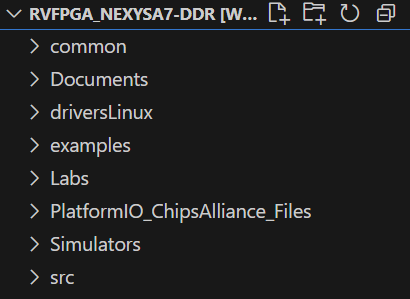 RVFPGA_NEXYSA7-DDR [W...
common
Documents
driversLinux
examples
Labs
PlatformIO_ChipsAlliance_Files
Simulators
src